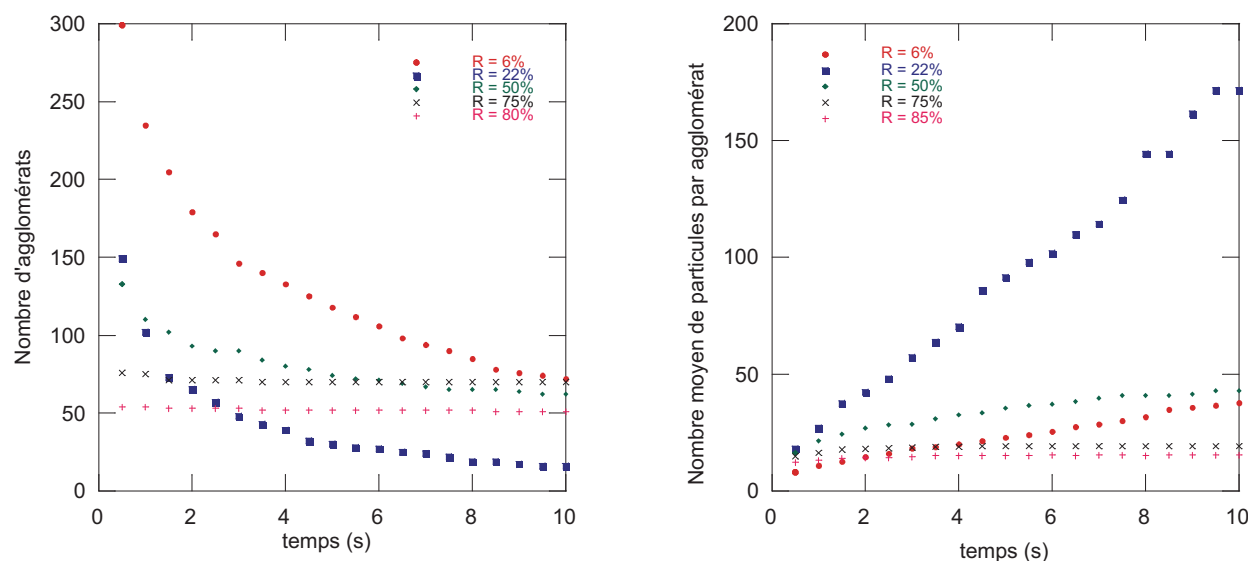 Nombre d'agglomérats
300
250
200
150
100
50
0
R = 6%
R = 22%
R = 50%
R = 75%
R = 80%
0 2 4 6 8 10
temps (s)
Nombre moyen de particules par agglomérat
200
150
100
50
0
R = 6%
R = 22%
R = 50%
R = 75%
R = 85%
0 2 4 6 8 10
temps (s)